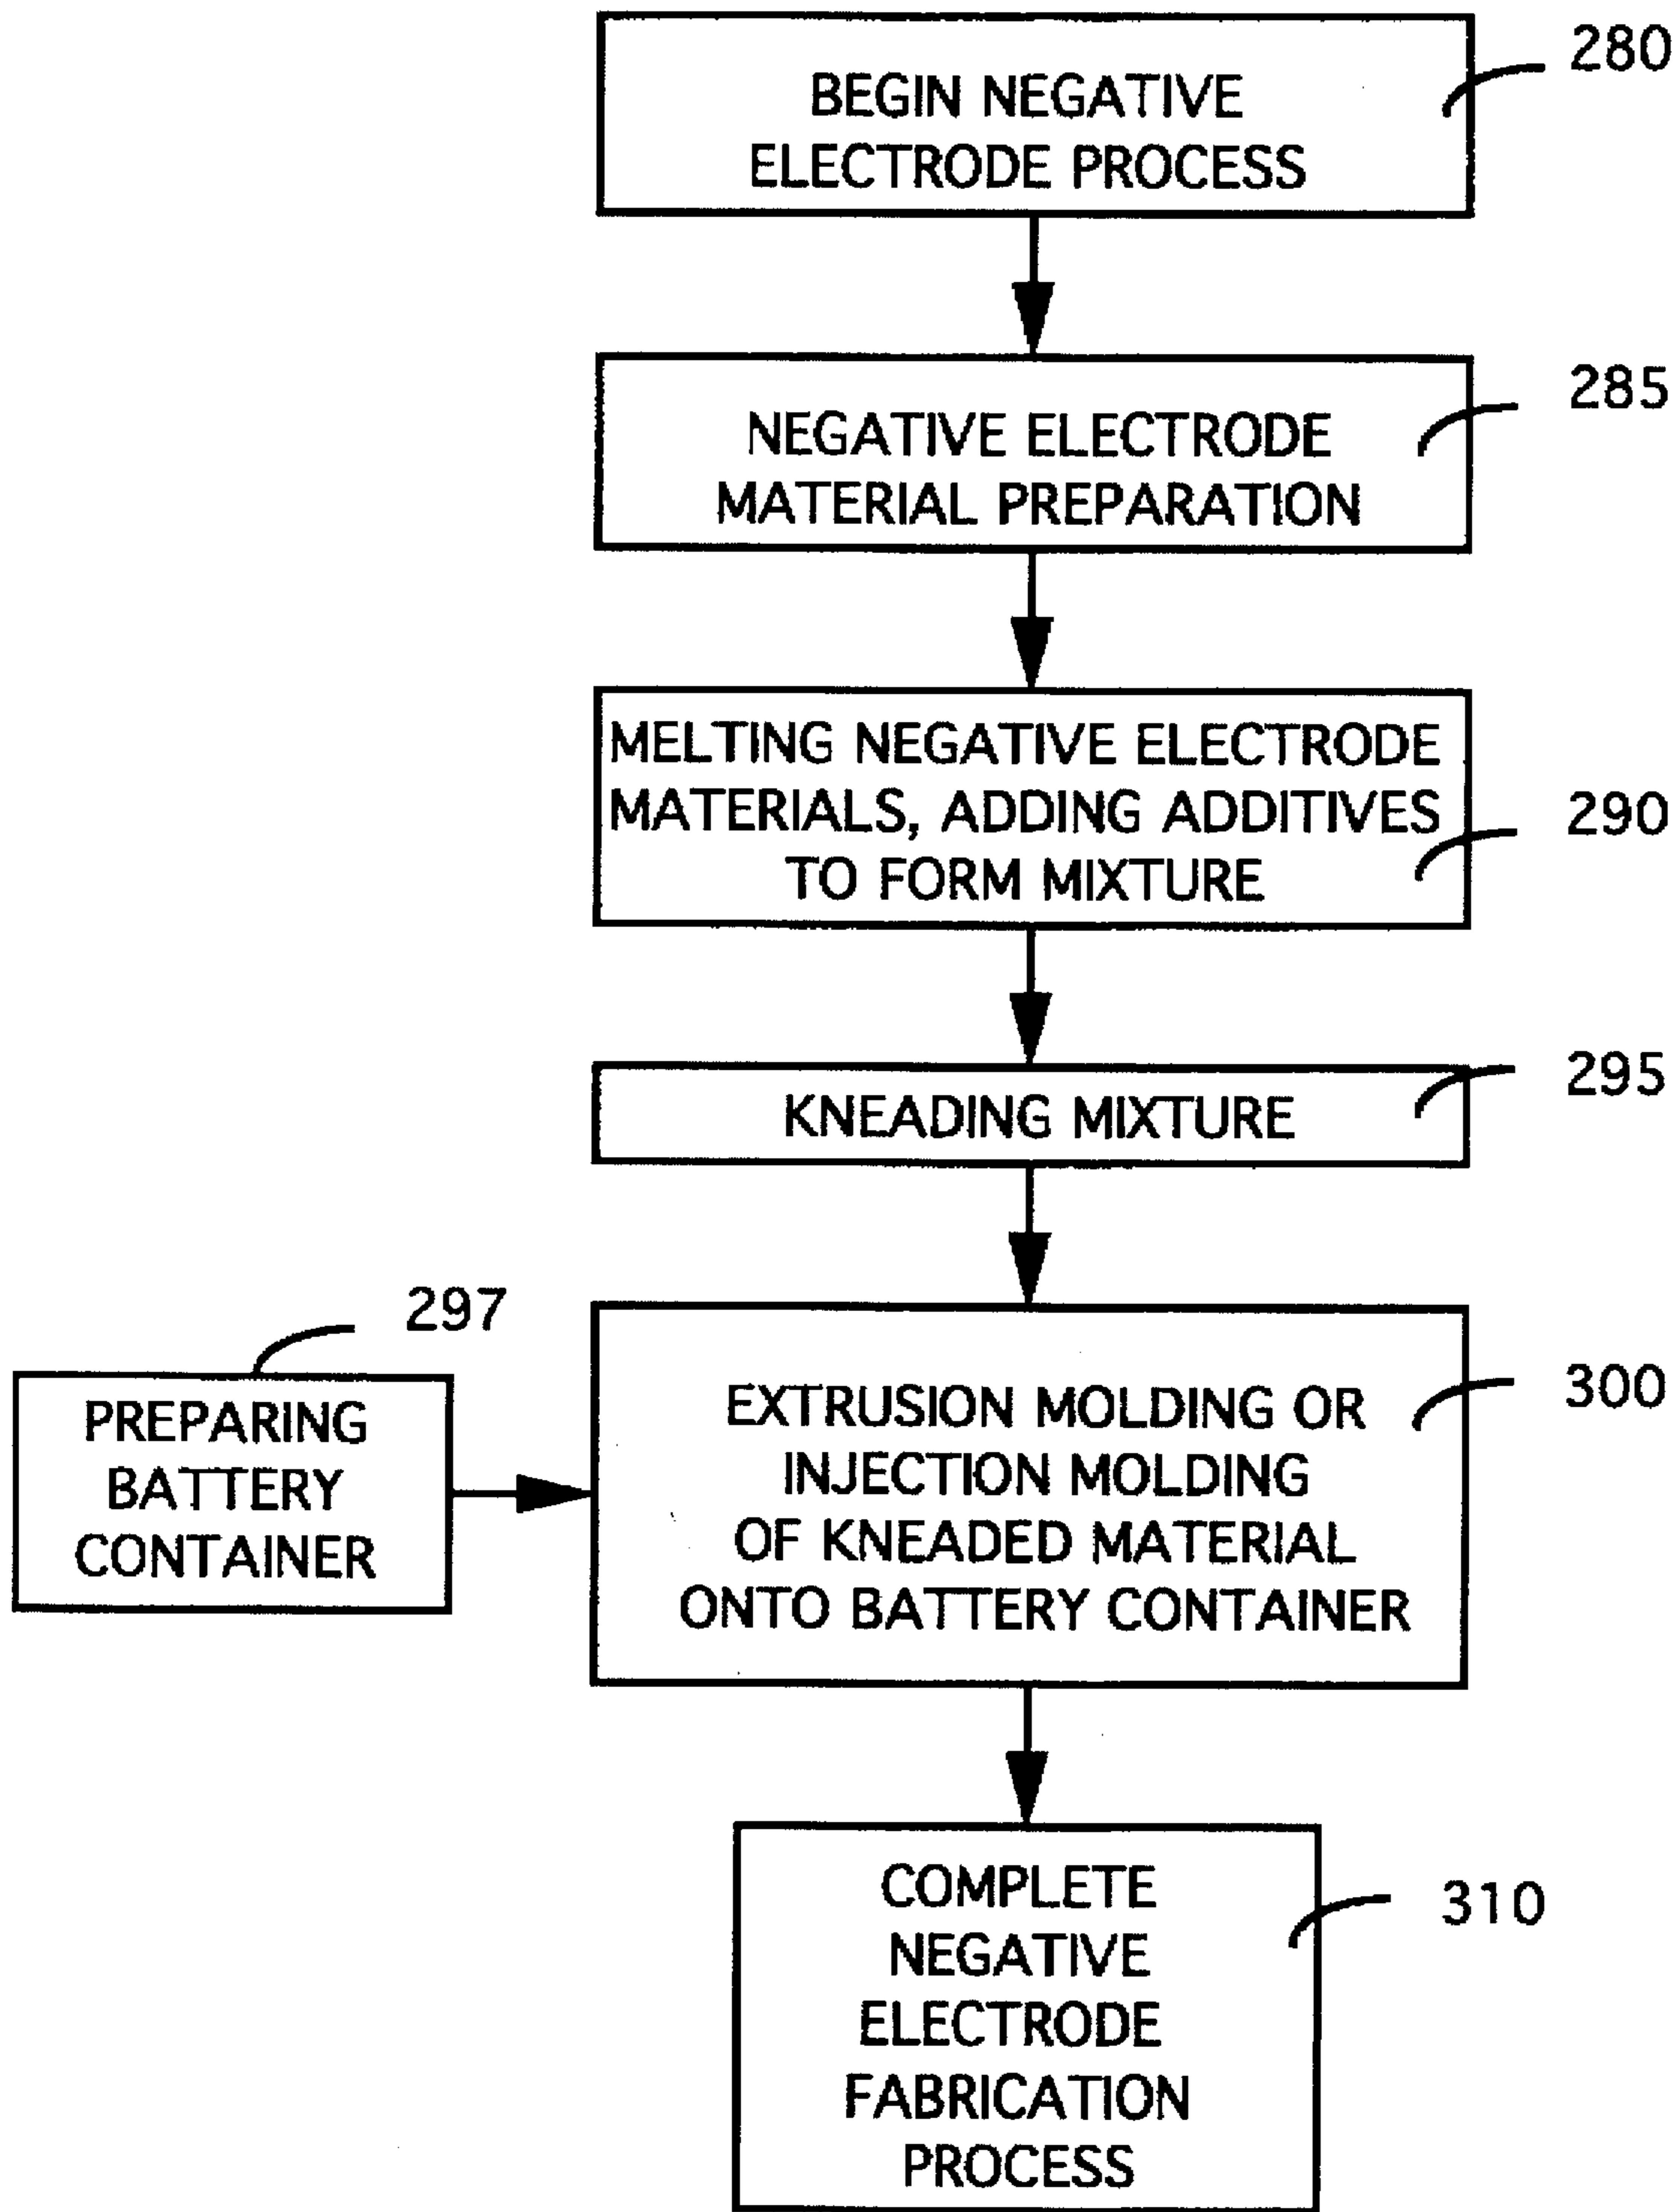 BEGIN NEGATIVE
ELECTRODE PROCESS
280
NEGATIVE ELECTRODE
MATERIAL PREPARATION
285
MELTING NEGATIVE ELECTRODE
MATERIALS, ADDING ADDITIVES
TO FORM MIXTURE
290
KNEADING MIXTURE
295
297
PREPARING
BATTERY
CONTAINER
EXTRUSION MOLDING OR
INJECTION MOLDING
OF KNEADED MATERIAL
ONTO BATTERY CONTAINER
300
COMPLETE
NEGATIVE
ELECTRODE
FABRICATION
PROCESS
310